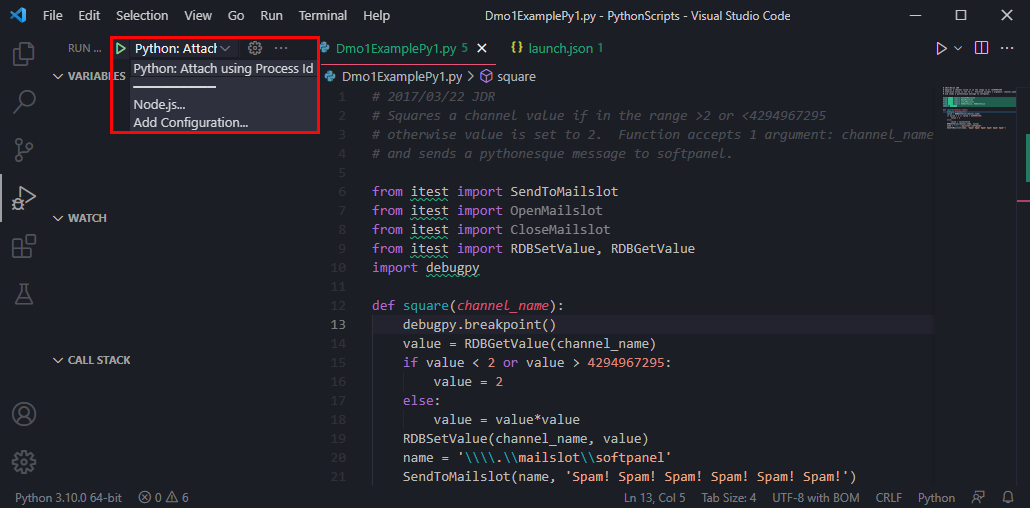 File Edit Selection View Go Run Terminal Help Dmo1ExamplePy1.py - PythonScripts - Visual Studio Code
RUN ... Python: Attach ...
Python: Attach using Process Id
Node.js...
Add Configuration...
VARIABLES
WATCH
CALL STACK
Dmo1ExamplePy1.py 5 {} launch.json 1
Dmo1ExamplePy1.py > square
1 # 2017/03/22 JDR
2 # Squares a channel value if in the range >2 or <4294967295
3 # otherwise value is set to 2.  Function accepts 1 argument: channel_name
4 # and sends a pythonesque message to softpanel.
5
6 from itest import SendToMailslot
7 from itest import OpenMailslot
8 from itest import CloseMailslot
9 from itest import RDBSetValue, RDBGetValue
10 import debugpy
11
12 def square(channel_name):
13     debugpy.breakpoint()
14     value = RDBGetValue(channel_name)
15     if value < 2 or value > 4294967295:
16         value = 2
17     else:
18         value = value*value
19     RDBSetValue(channel_name, value)
20     name = '\\\\.\\mailslot\\softpanel'
21     SendToMailslot(name, 'Spam! Spam! Spam! Spam! Spam! Spam!')
Python 3.10.0 64-bit 0 6 Ln 13, Col 5 Tab Size: 4 UTF-8 with BOM CRLF Python